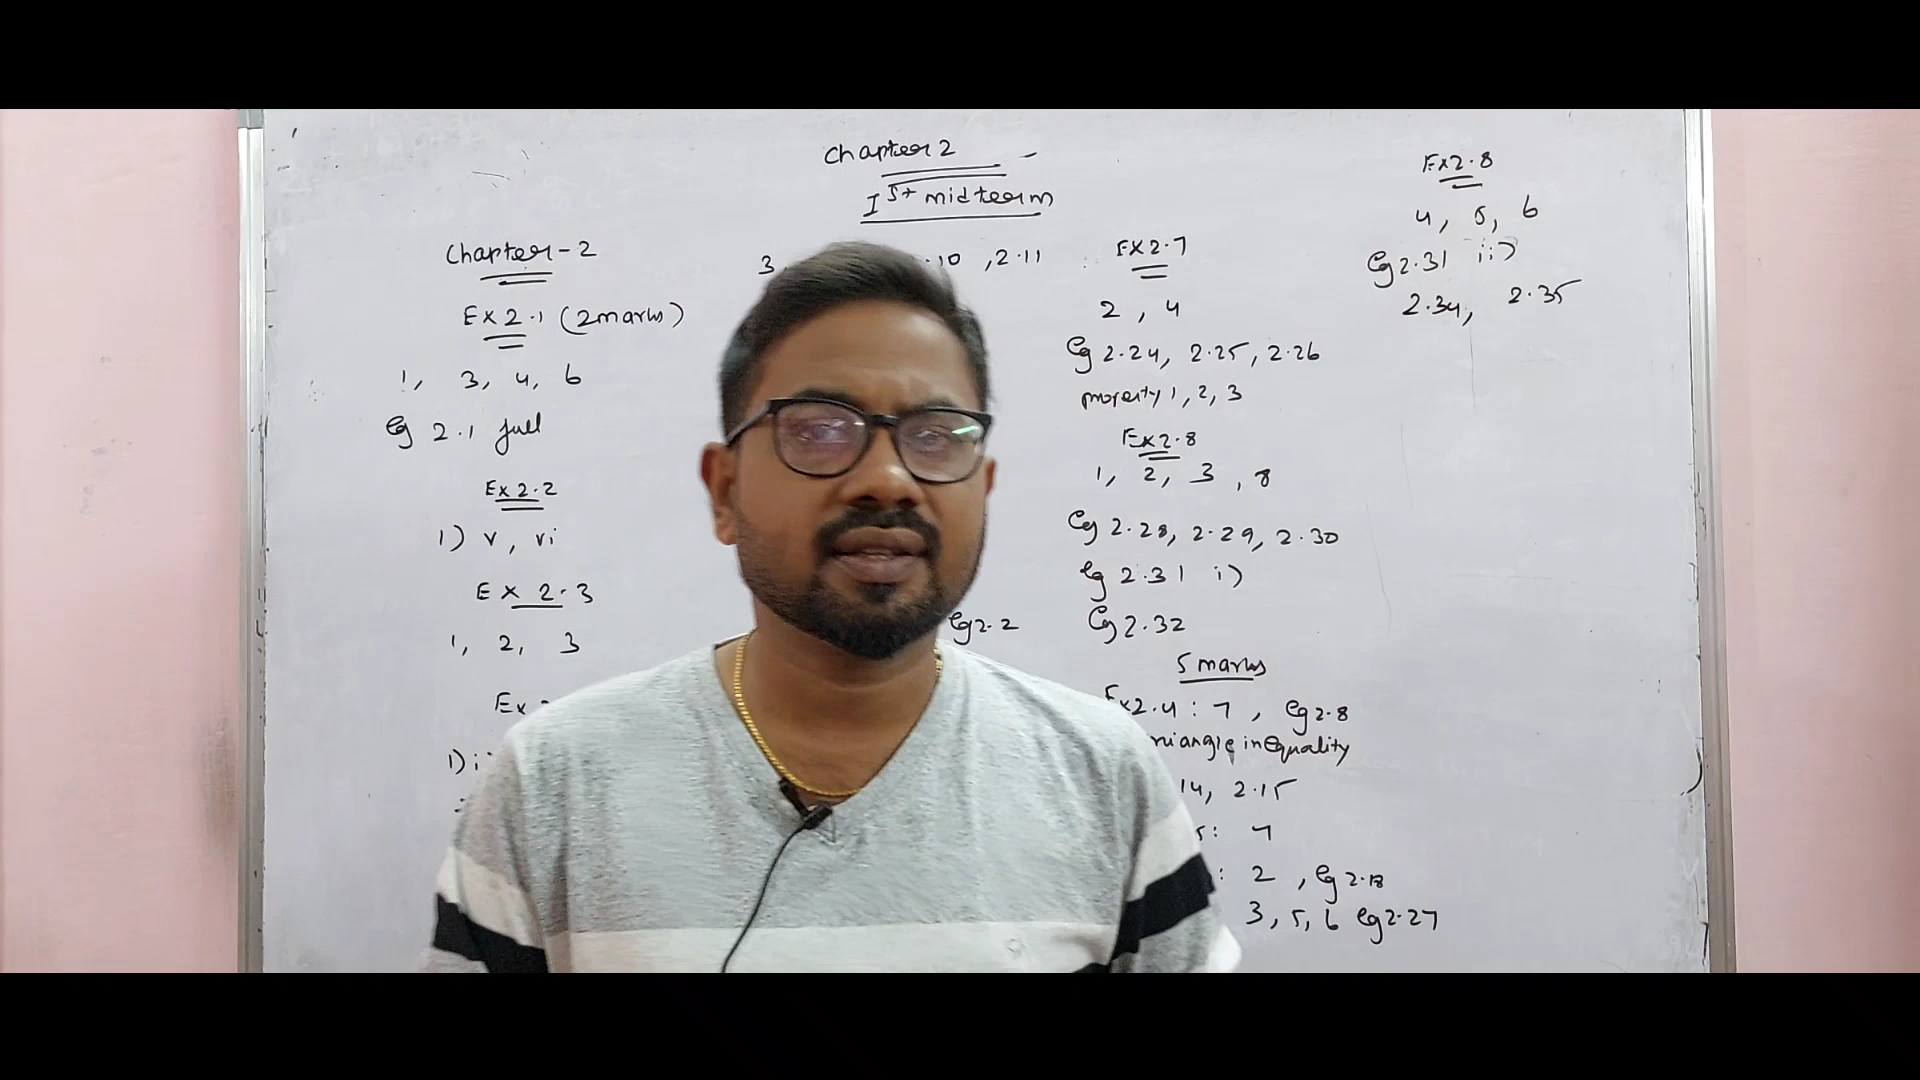 Chapter 2
Ist midterm
Chapter-2
Ex 2.1 (2marks)
1, 3, 4, 6
Eg 2.1 full
Ex 2.2
1) v, vi
Ex 2.3
1, 2, 3
Ex
1) i
3
.10 , 2.11
Eg 2.2
Ex 2.7
2 , 4
Eg 2.24, 2.25, 2.26
property 1, 2, 3
Ex 2.8
1, 2, 3 , 8
Eg 2.28, 2.29, 2.30
Eg 2.31 i)
Eg 2.32
5 marks
Ex 2.4 : 7 , Eg 2.8
riangle inequality
14, 2.15
5: 7
: 2 , Eg 2.18
3, 5, 6 Eg 2.27
Ex 2.8
4, 5, 6
Eg 2.31 ii)
2.34, 2.35